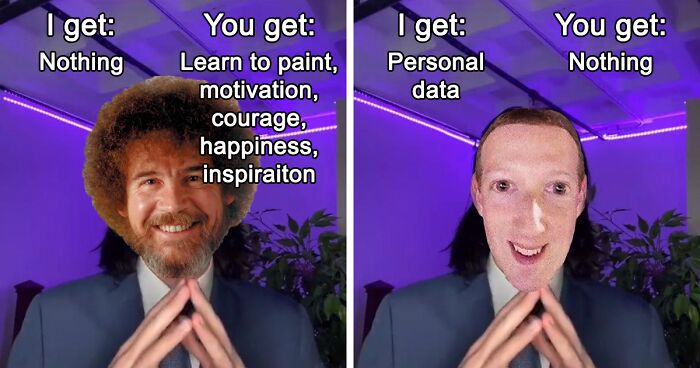 I get:
You get:
Nothing
Learn to paint,
motivation,
courage,
happiness,
inspiraiton
I get:
You get:
Personal
data
Nothing